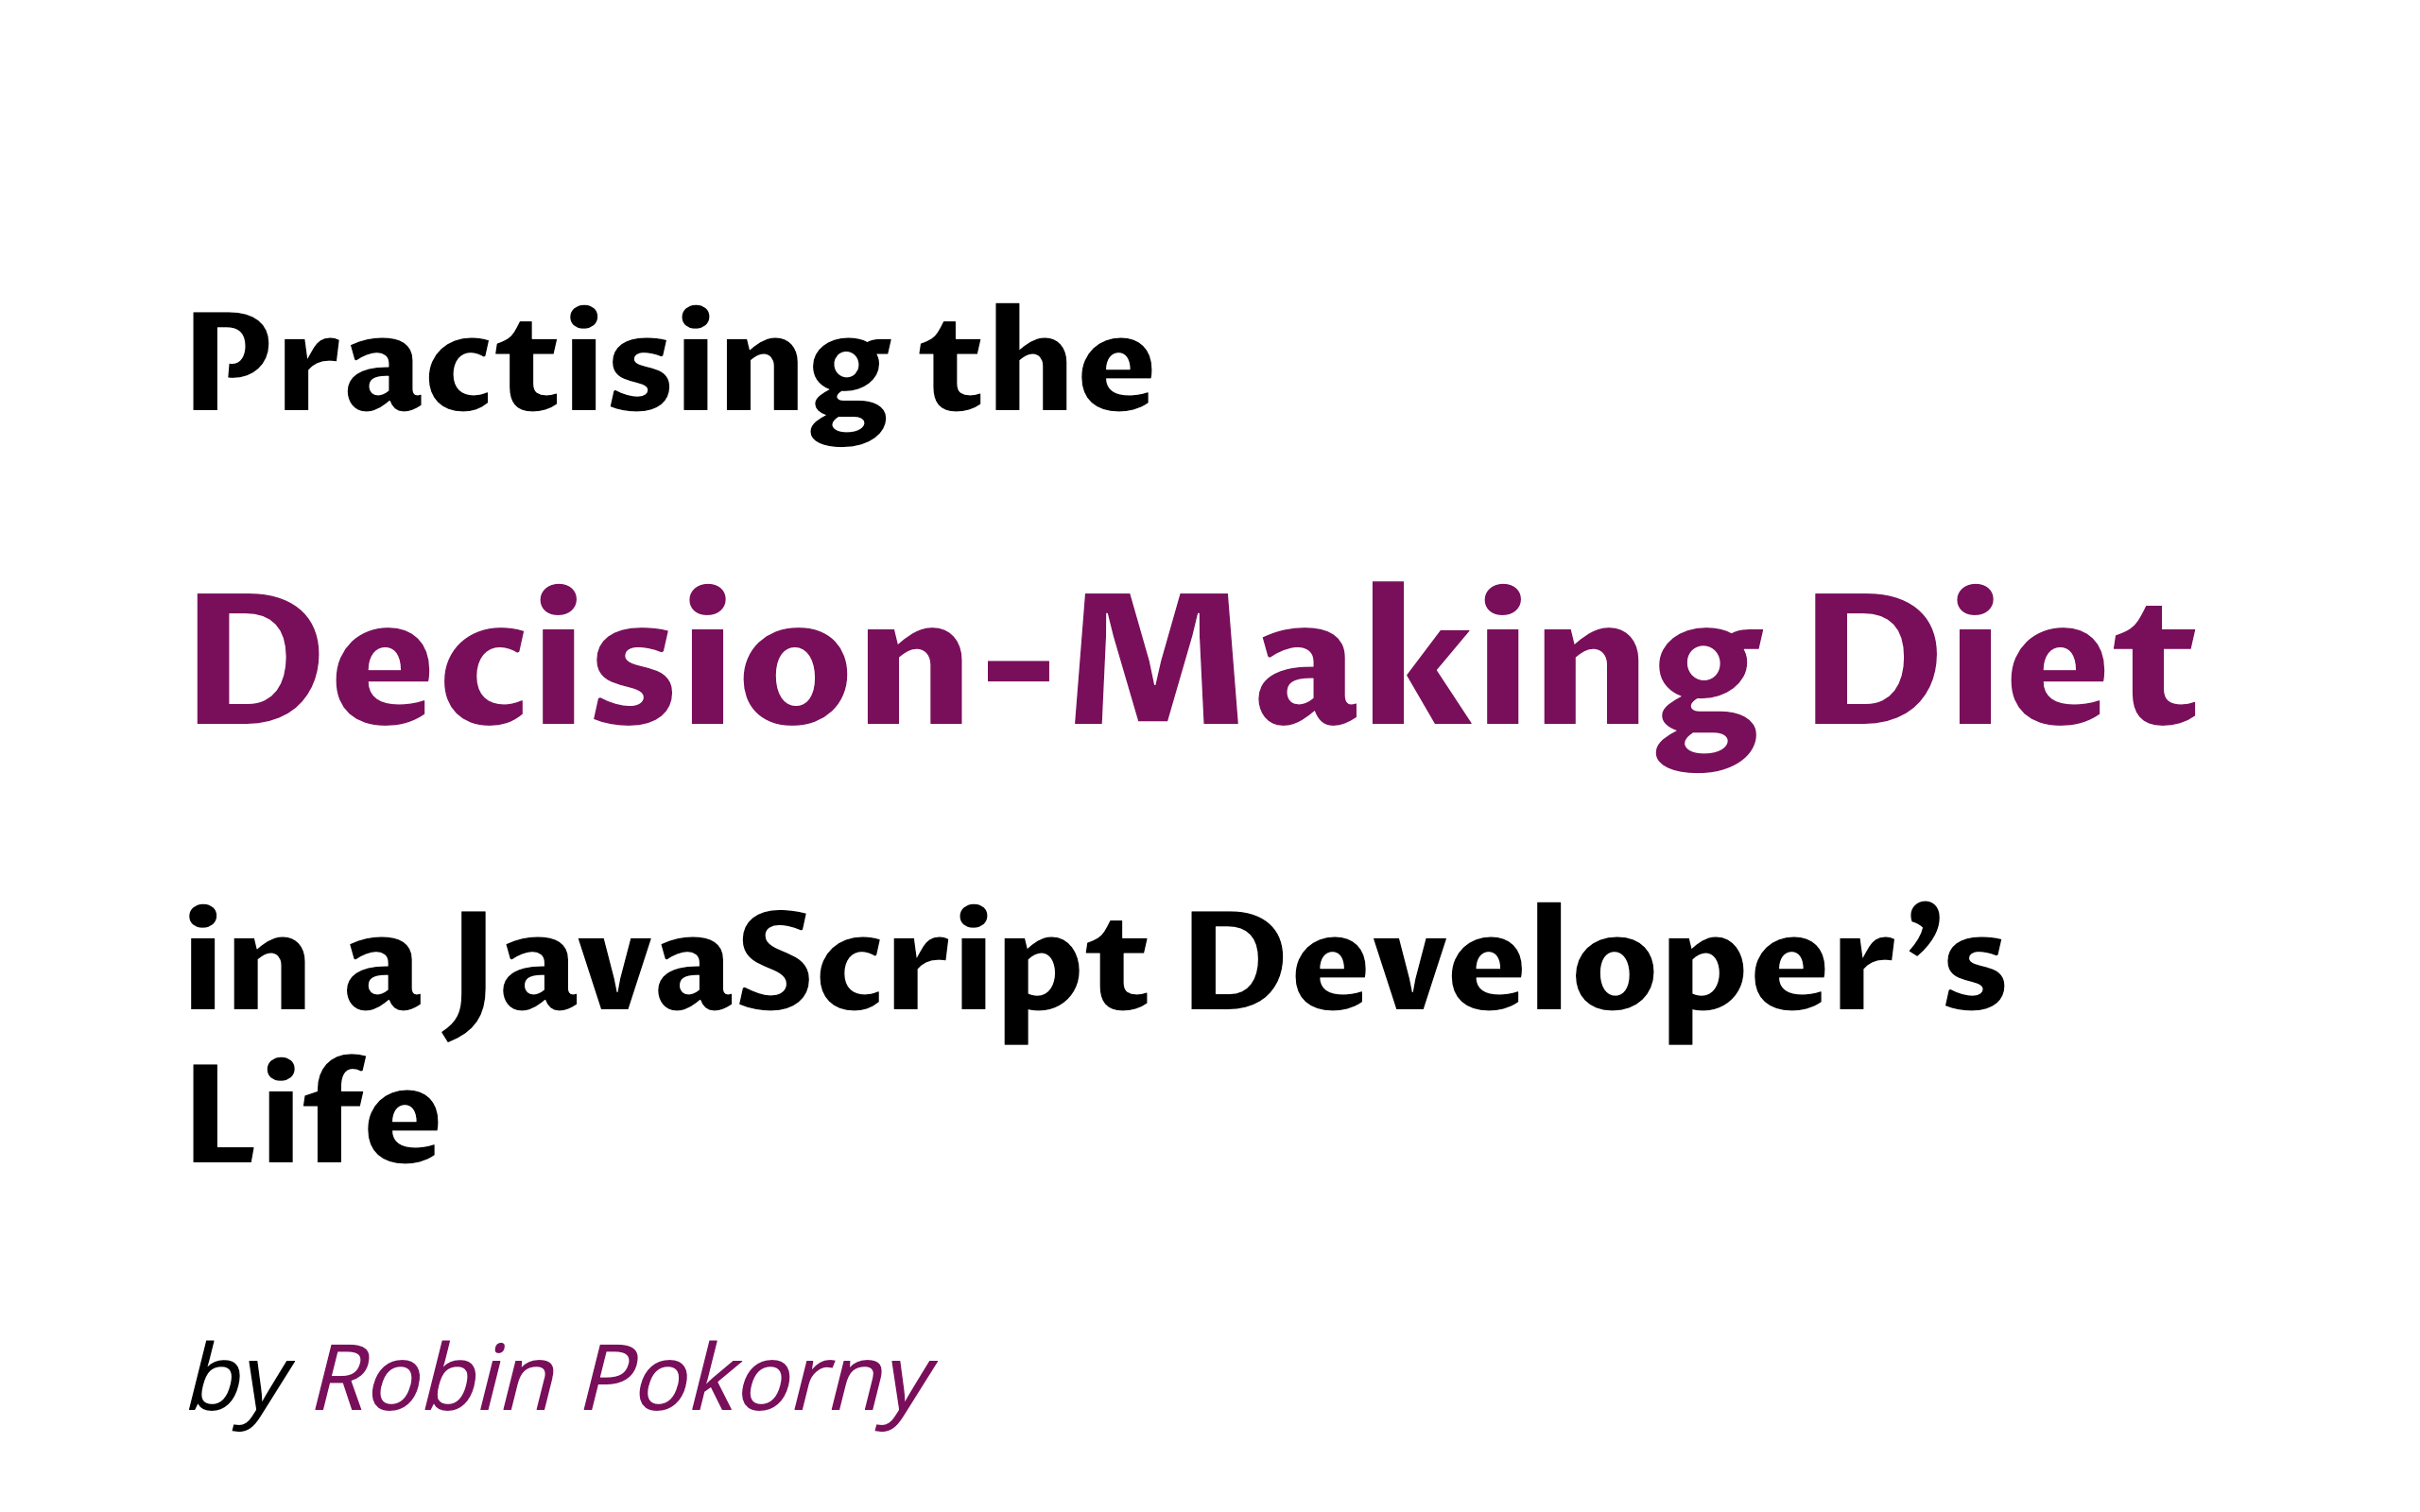 Practising the
Decision-Making Diet
in a JavaScript Developer’s
Life
by Robin Pokorny